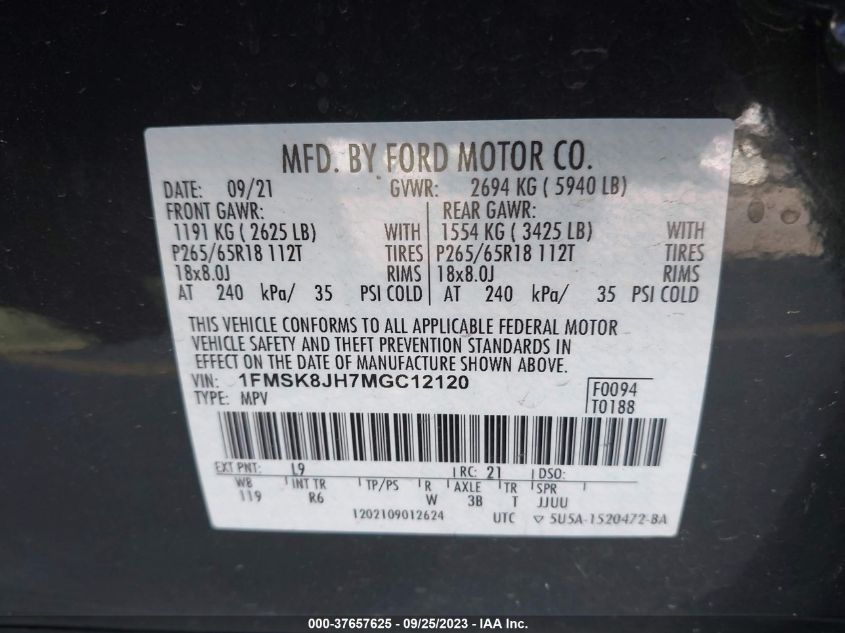 MFD. BY FORD MOTOR CO.
DATE: 09/21 GVWR: 2694 KG ( 5940 LB)
FRONT GAWR: REAR GAWR:
1191 KG ( 2625 LB) WITH 1554 KG ( 3425 LB) WITH
P265/65R18 112T TIRES P265/65R18 112T TIRES
18x8.0J RIMS 18x8.0J RIMS
AT 240 kPa/ 35 PSI COLD AT 240 kPa/ 35 PSI COLD
THIS VEHICLE CONFORMS TO ALL APPLICABLE FEDERAL MOTOR
VEHICLE SAFETY AND THEFT PREVENTION STANDARDS IN
EFFECT ON THE DATE OF MANUFACTURE SHOWN ABOVE.
VIN: 1FMSK8JH7MGC12120 F0094
TYPE: MPV T0188
EXT PNT: L9 RC: 21 DSO:
WB INT TR TP/PS R AXLE TR SPR
119 R6 W 3B T JJUU
1202109012624 UTC ▽ 5U5A-1520472-BA
000-37657625 - 09/25/2023 - IAA Inc.